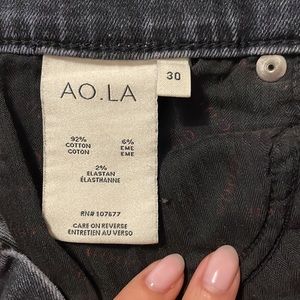 30
AO.LA
92% 6%
COTTON EME
COTON EME
2%
ELASTAN
ÉLASTHANNE
RN# 107677
CARE ON REVERSE
ENTRETIEN AU VERSO